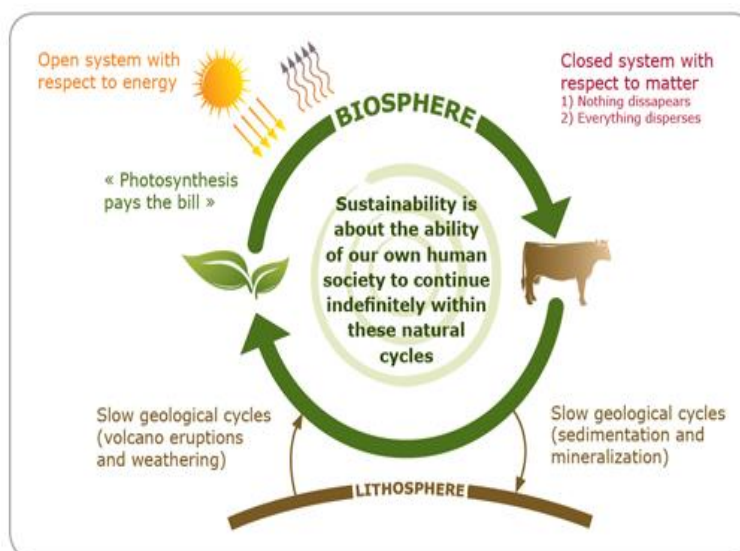 Open system with
respect to energy
Closed system with
respect to matter
1) Nothing dissapears
2) Everything disperses
BIOSPHERE
« Photosynthesis
pays the bill »
Sustainability is
about the ability
of our own human
society to continue
indefinitely within
these natural
cycles
Slow geological cycles
(volcano eruptions
and weathering)
Slow geological cycles
(sedimentation and
mineralization)
LITHOSPHERE